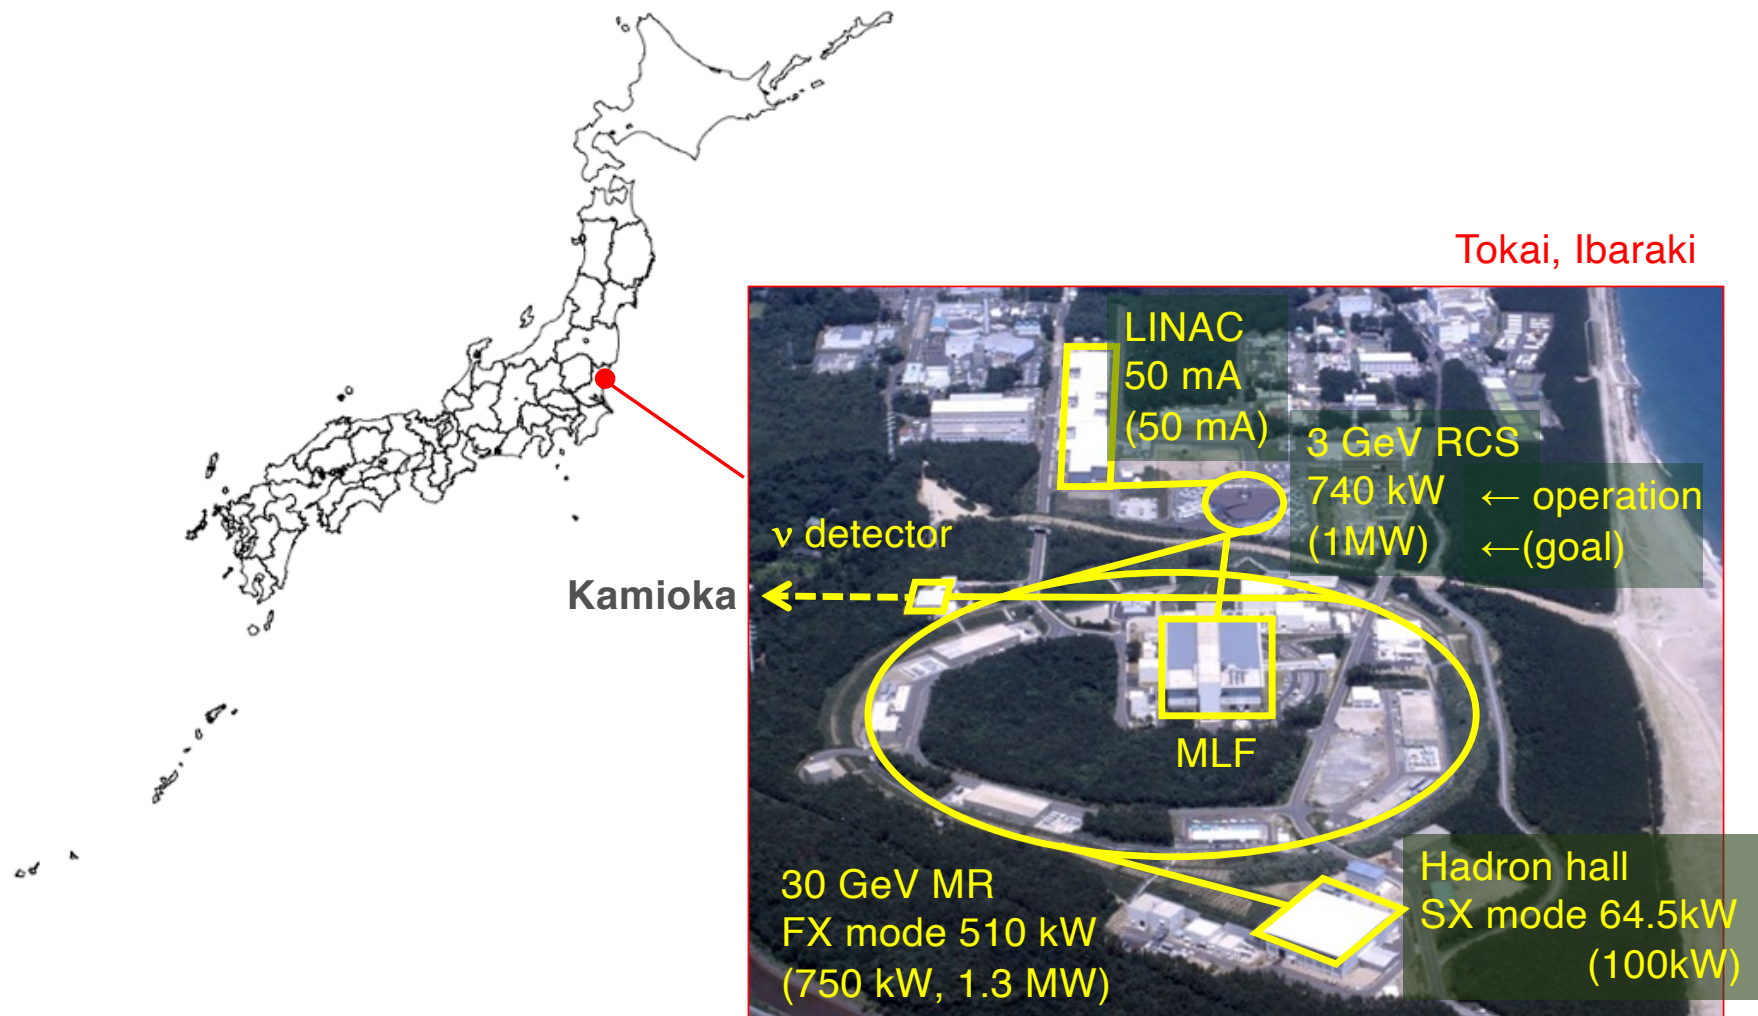 Tokai, Ibaraki
LINAC
50 mA
(50 mA)
3 GeV RCS
740 kW ← operation
(1MW) ←(goal)
ν detector
Kamioka
MLF
30 GeV MR
FX mode 510 kW
(750 kW, 1.3 MW)
Hadron hall
SX mode 64.5kW
(100kW)